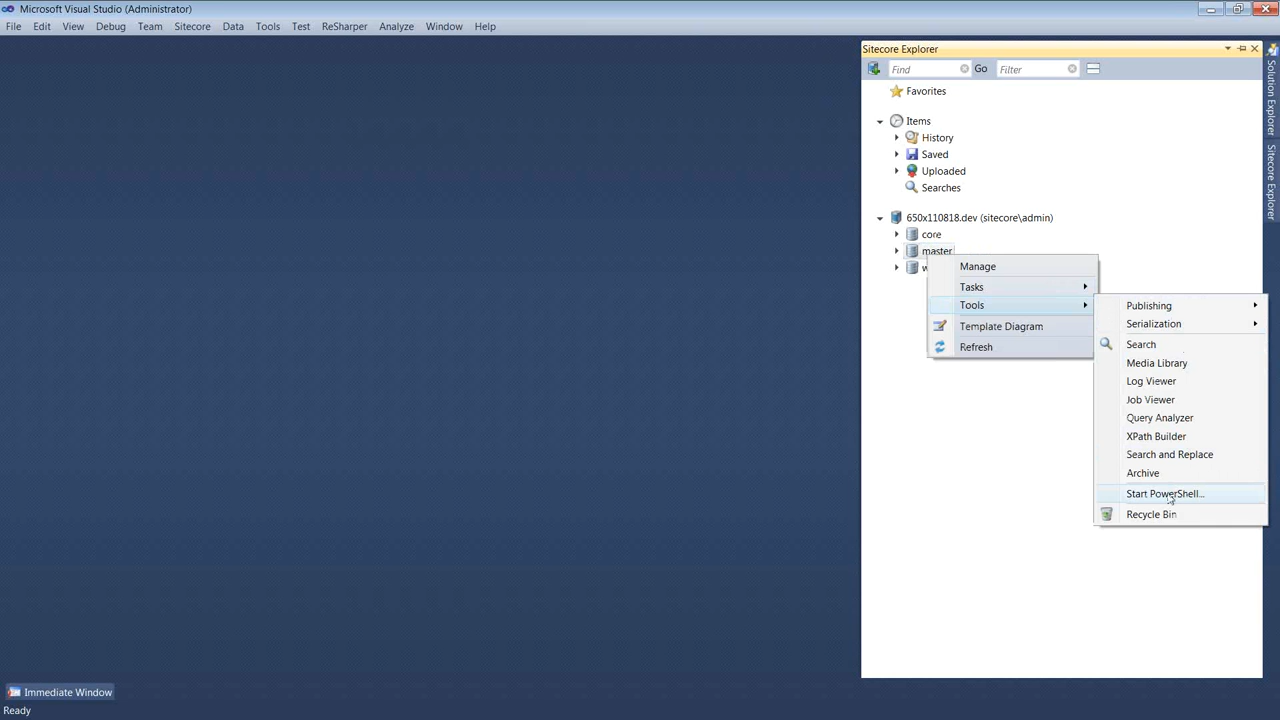 Microsoft Visual Studio (Administrator)
File Edit View Debug Team Sitecore Data Tools Test ReSharper Analyze Window Help
Sitecore Explorer
Find Go Filter
Favorites
Items
History
Saved
Uploaded
Searches
650x110818.dev (sitecore\admin)
core
master
w
Manage
Tasks
Tools
Template Diagram
Refresh
Publishing
Serialization
Search
Media Library
Log Viewer
Job Viewer
Query Analyzer
XPath Builder
Search and Replace
Archive
Start PowerShell...
Recycle Bin
Solution Explorer
Sitecore Explorer
Immediate Window
Ready